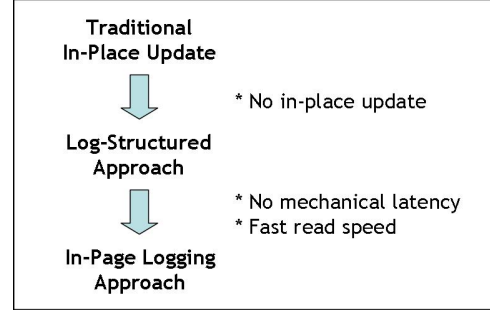 Traditional
In-Place Update
* No in-place update
Log-Structured
Approach
* No mechanical latency
* Fast read speed
In-Page Logging
Approach